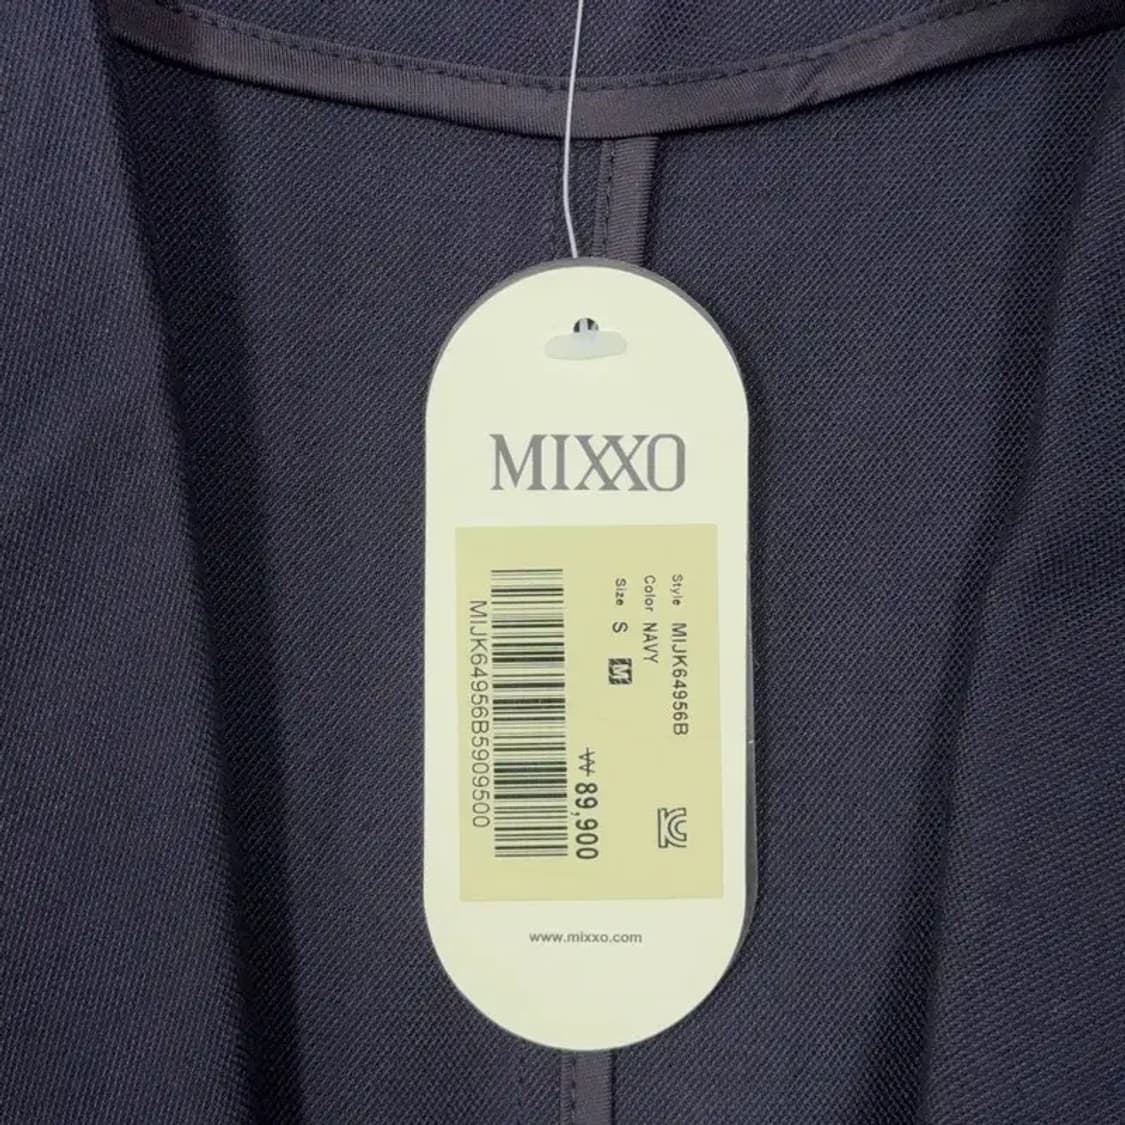 MIXXO
Style MIJK64956B
Color NAVY
Size S M
₩89,900
MIJK64956B5909500
www.mixxo.com